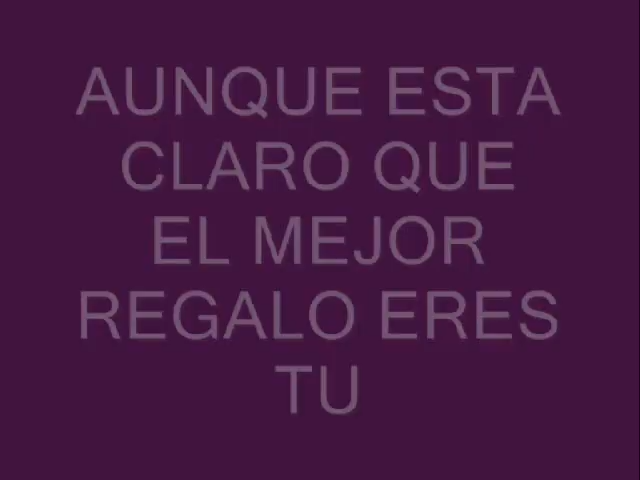 AUNQUE ESTA
CLARO QUE
EL MEJOR
REGALO ERES
TU